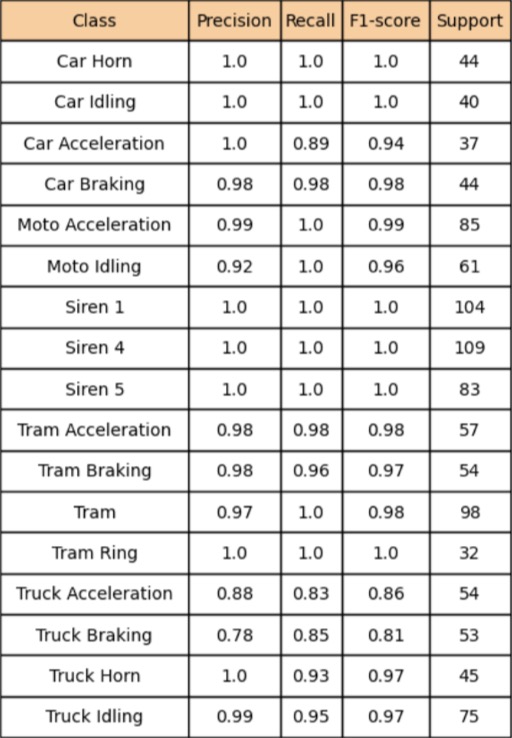 Class Precision Recall F1-score Support
Car Horn 1.0 1.0 1.0 44
Car Idling 1.0 1.0 1.0 40
Car Acceleration 1.0 0.89 0.94 37
Car Braking 0.98 0.98 0.98 44
Moto Acceleration 0.99 1.0 0.99 85
Moto Idling 0.92 1.0 0.96 61
Siren 1 1.0 1.0 1.0 104
Siren 4 1.0 1.0 1.0 109
Siren 5 1.0 1.0 1.0 83
Tram Acceleration 0.98 0.98 0.98 57
Tram Braking 0.98 0.96 0.97 54
Tram 0.97 1.0 0.98 98
Tram Ring 1.0 1.0 1.0 32
Truck Acceleration 0.88 0.83 0.86 54
Truck Braking 0.78 0.85 0.81 53
Truck Horn 1.0 0.93 0.97 45
Truck Idling 0.99 0.95 0.97 75